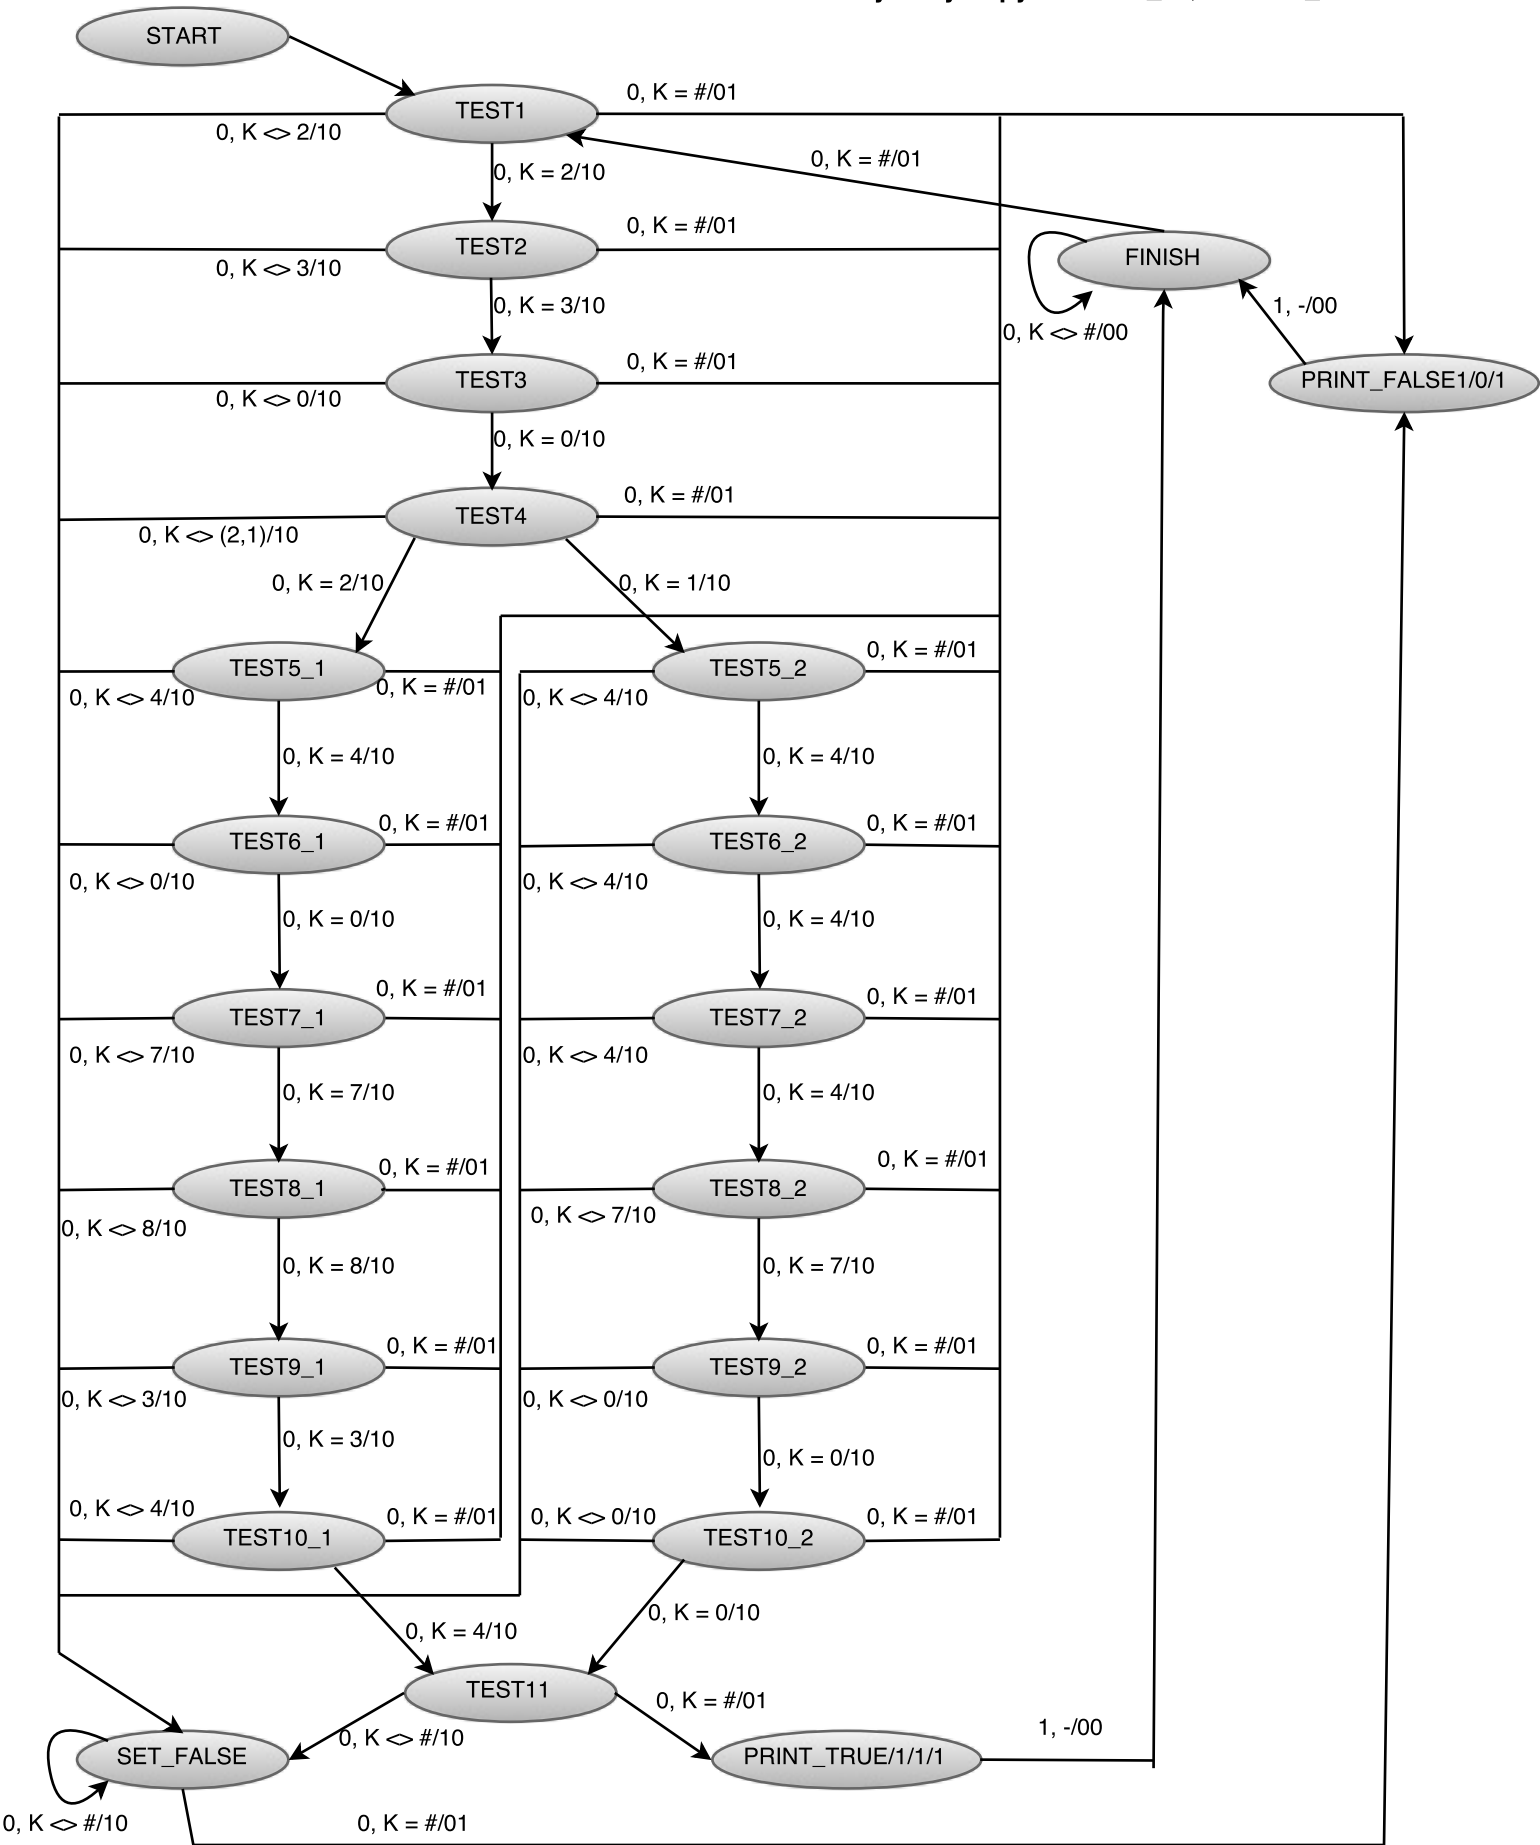 START
TEST1
0, K = #/01
0, K <> 2/10
0, K = #/01
0, K = 2/10
TEST2
0, K = #/01
FINISH
0, K <> 3/10
0, K = 3/10
1, -/00
0, K <> #/00
TEST3
0, K = #/01
PRINT_FALSE1/0/1
0, K <> 0/10
0, K = 0/10
TEST4
0, K = #/01
0, K <> (2,1)/10
0, K = 2/10
0, K = 1/10
TEST5_1
TEST5_2
0, K = #/01
0, K <> 4/10
0, K = #/01
0, K <> 4/10
0, K = 4/10
0, K = 4/10
TEST6_1
0, K = #/01
TEST6_2
0, K = #/01
0, K <> 0/10
0, K <> 4/10
0, K = 0/10
0, K = 4/10
TEST7_1
0, K = #/01
TEST7_2
0, K = #/01
0, K <> 7/10
0, K <> 4/10
0, K = 7/10
0, K = 4/10
TEST8_1
0, K = #/01
TEST8_2
0, K = #/01
0, K <> 8/10
0, K <> 7/10
0, K = 8/10
0, K = 7/10
TEST9_1
0, K = #/01
TEST9_2
0, K = #/01
0, K <> 3/10
0, K <> 0/10
0, K = 3/10
0, K = 0/10
0, K <> 4/10
TEST10_1
0, K = #/01
0, K <> 0/10
TEST10_2
0, K = #/01
0, K = 4/10
0, K = 0/10
TEST11
0, K = #/01
0, K <> #/10
1, -/00
SET_FALSE
PRINT_TRUE/1/1/1
0, K <> #/10
0, K = #/01